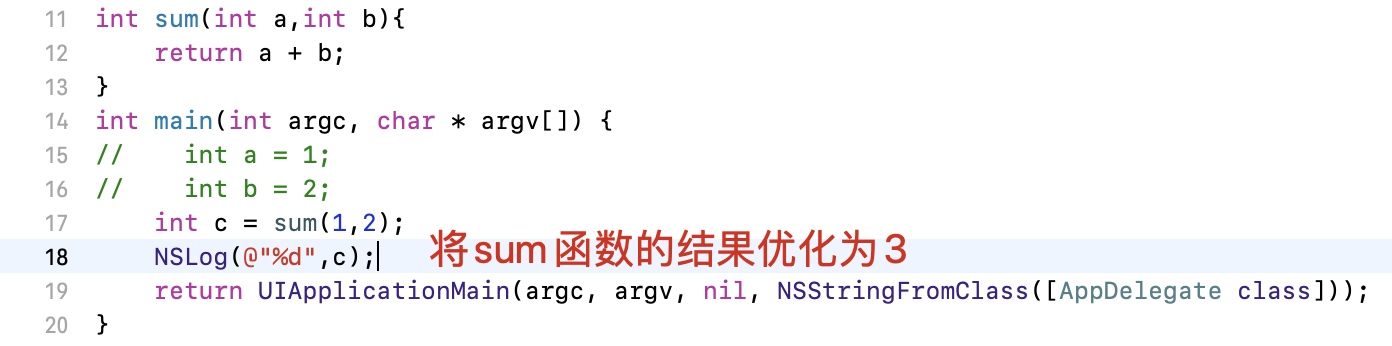 11 int sum(int a,int b){
12     return a + b;
13 }
14 int main(int argc, char * argv[]) {
15 //    int a = 1;
16 //    int b = 2;
17     int c = sum(1,2);
18     NSLog(@"%d",c); 将sum函数的结果优化为3
19     return UIApplicationMain(argc, argv, nil, NSStringFromClass([AppDelegate class]));
20 }